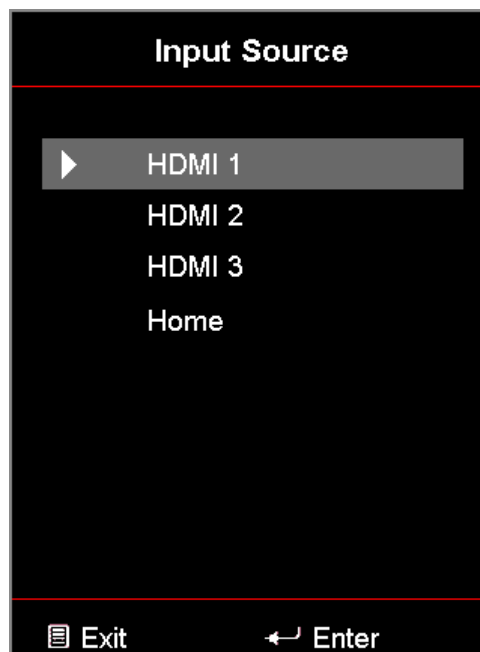 Input Source
HDMI 1
HDMI 2
HDMI 3
Home
Exit Enter